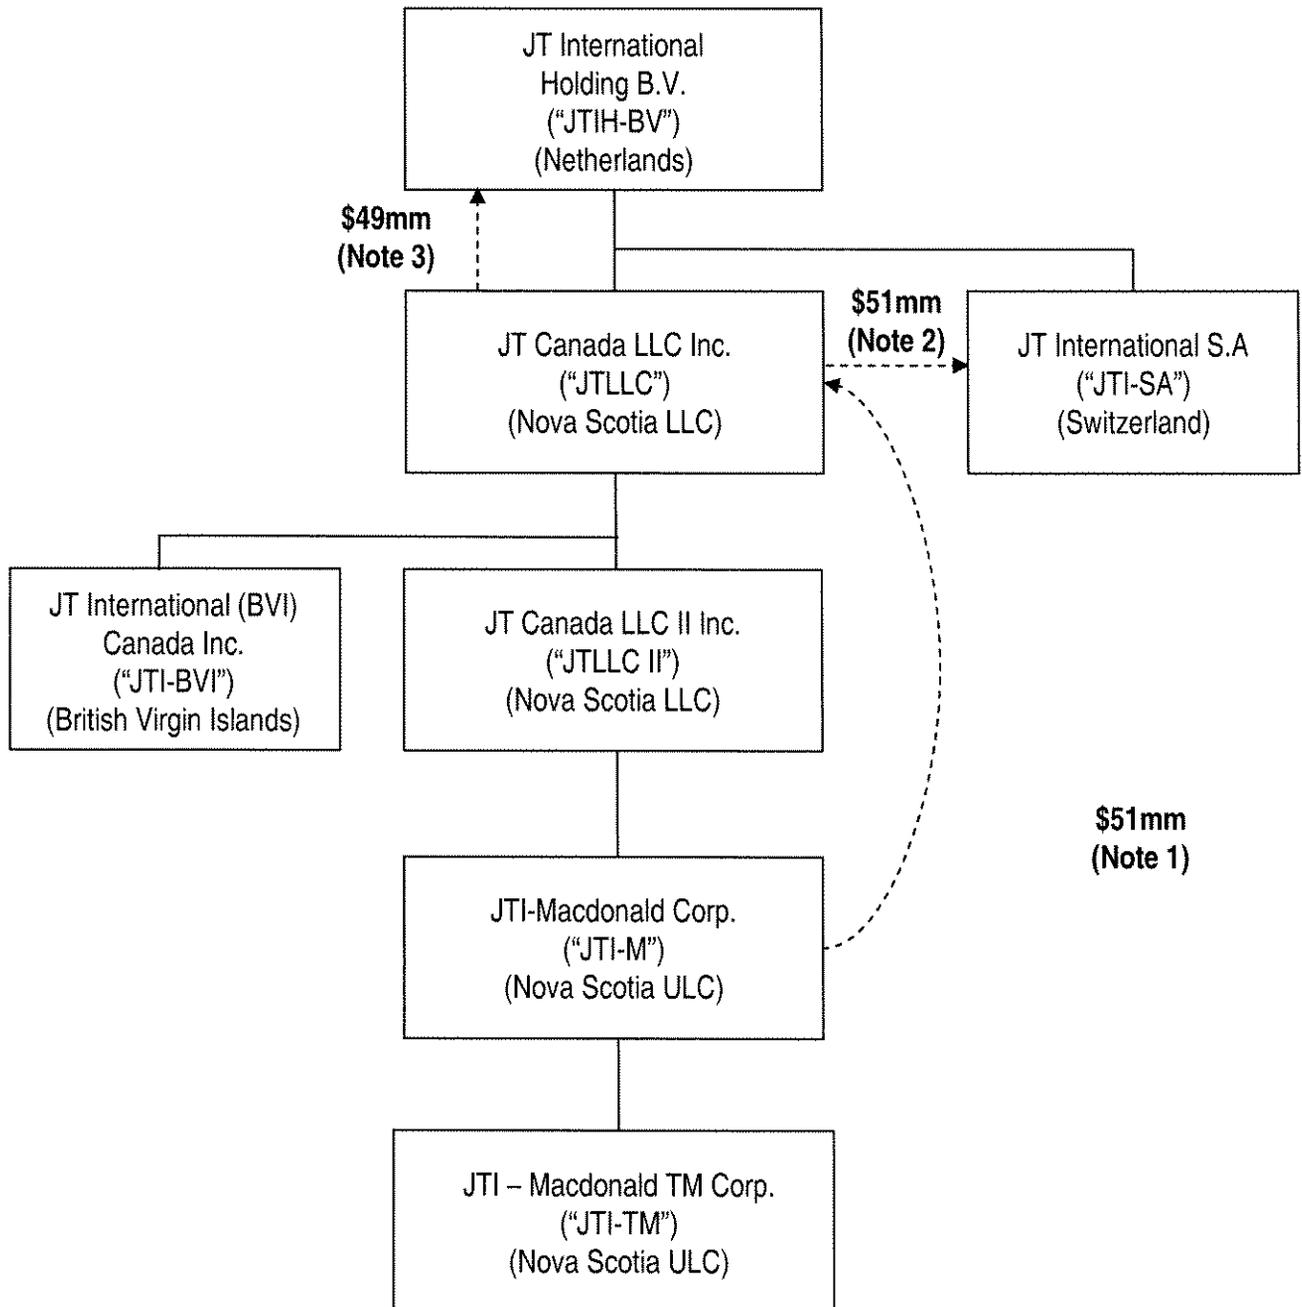 JT International
Holding B.V.
(“JTIH-BV”)
(Netherlands)
$49mm
(Note 3)
JT Canada LLC Inc.
(“JTLLC”)
(Nova Scotia LLC)
$51mm
(Note 2)
JT International S.A
(“JTI-SA”)
(Switzerland)
JT International (BVI)
Canada Inc.
(“JTI-BVI”)
(British Virgin Islands)
JT Canada LLC II Inc.
(“JTLLC II”)
(Nova Scotia LLC)
$51mm
(Note 1)
JTI-Macdonald Corp.
(“JTI-M”)
(Nova Scotia ULC)
JTI – Macdonald TM Corp.
(“JTI-TM”)
(Nova Scotia ULC)